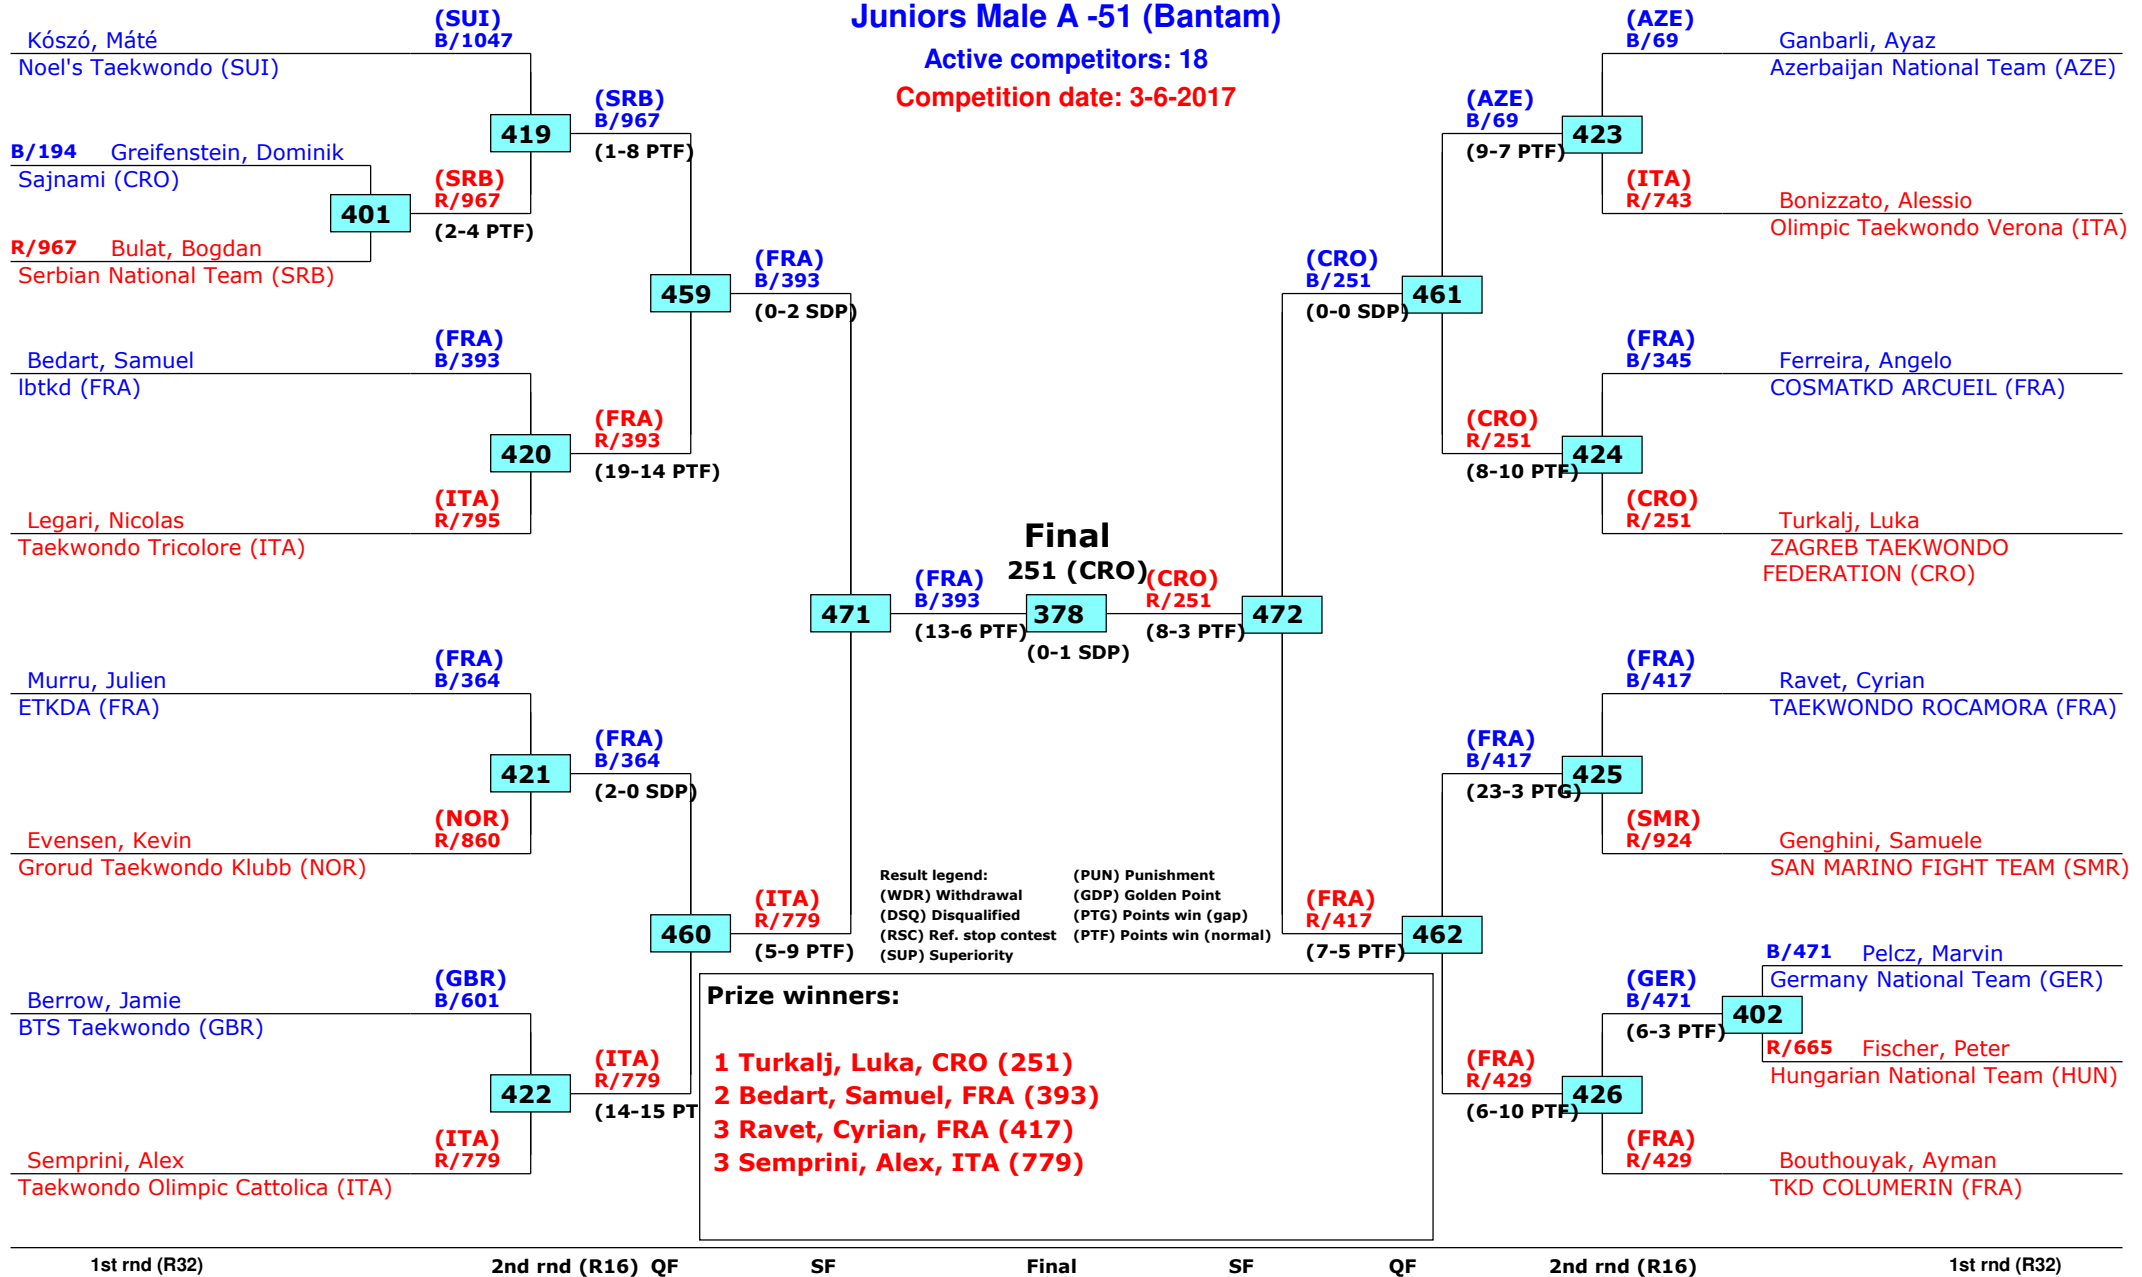 Juniors Male A -51 (Bantam)
Active competitors: 18
Competition date: 3-6-2017
(SUI)
Kószó, Máté B/1047
Noel's Taekwondo (SUI)
419
(SRB)
B/967
(1-8 PTF)
B/194 Greifenstein, Dominik
Sajnami (CRO)
401
(SRB)
R/967
(2-4 PTF)
R/967 Bulat, Bogdan
Serbian National Team (SRB)
459
(FRA)
B/393
(0-2 SDP)
(FRA)
Bedart, Samuel B/393
lbtkd (FRA)
420
(FRA)
R/393
(19-14 PTF)
(ITA)
Legari, Nicolas R/795
Taekwondo Tricolore (ITA)
471
(FRA)
B/393
(13-6 PTF)
(FRA)
Murru, Julien B/364
ETKDA (FRA)
421
(FRA)
B/364
(2-0 SDP)
(NOR)
Evensen, Kevin R/860
Grorud Taekwondo Klubb (NOR)
460
(ITA)
R/779
(5-9 PTF)
(GBR)
Berrow, Jamie B/601
BTS Taekwondo (GBR)
422
(ITA)
R/779
(14-15 PT
(ITA)
Semprini, Alex R/779
Taekwondo Olimpic Cattolica (ITA)
Final
251 (CRO)
378
(0-1 SDP)
(CRO)
R/251
(8-3 PTF)
472
(AZE)
B/69 Ganbarli, Ayaz
Azerbaijan National Team (AZE)
(AZE)
B/69
(9-7 PTF)
423
(ITA)
R/743 Bonizzato, Alessio
Olimpic Taekwondo Verona (ITA)
(CRO)
B/251
(0-0 SDP)
461
(FRA)
B/345 Ferreira, Angelo
COSMATKD ARCUEIL (FRA)
(CRO)
R/251
(8-10 PTF)
424
(CRO)
R/251 Turkalj, Luka
ZAGREB TAEKWONDO
FEDERATION (CRO)
(FRA)
B/417 Ravet, Cyrian
TAEKWONDO ROCAMORA (FRA)
(FRA)
B/417
(23-3 PTG)
425
(SMR)
R/924 Genghini, Samuele
SAN MARINO FIGHT TEAM (SMR)
(FRA)
R/417
(7-5 PTF)
462
B/471 Pelcz, Marvin
Germany National Team (GER)
(GER)
B/471
(6-3 PTF)
402
R/665 Fischer, Peter
Hungarian National Team (HUN)
(FRA)
R/429
(6-10 PTF)
426
(FRA)
R/429 Bouthouyak, Ayman
TKD COLUMERIN (FRA)
Result legend: (PUN) Punishment
(WDR) Withdrawal (GDP) Golden Point
(DSQ) Disqualified (PTG) Points win (gap)
(RSC) Ref. stop contest (PTF) Points win (normal)
(SUP) Superiority
Prize winners:
1 Turkalj, Luka, CRO (251)
2 Bedart, Samuel, FRA (393)
3 Ravet, Cyrian, FRA (417)
3 Semprini, Alex, ITA (779)
1st rnd (R32) 2nd rnd (R16) QF SF Final SF QF 2nd rnd (R16) 1st rnd (R32)